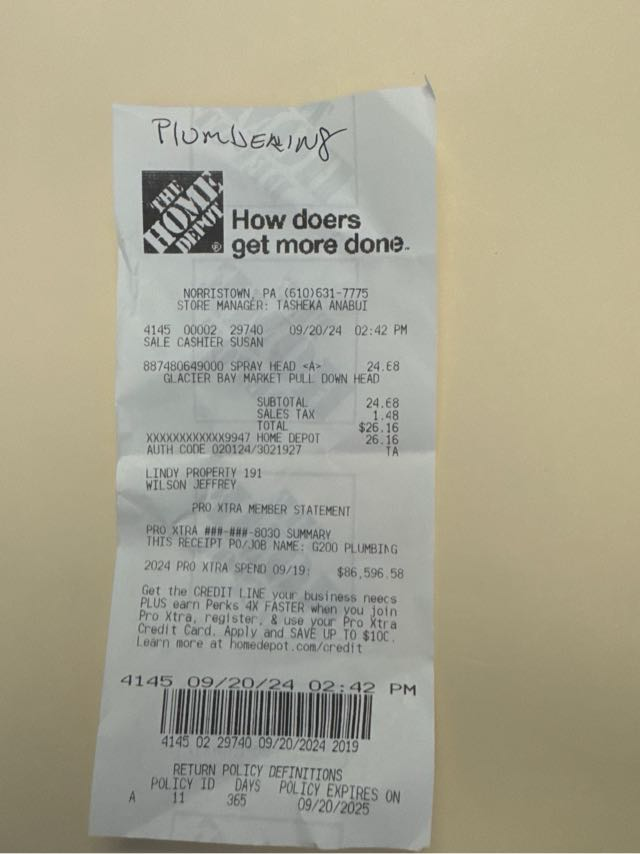 PlUMBERING
THE
HOME
DEPOT
®
How doers
get more done™
NORRISTOWN, PA (610)631-7775
STORE MANAGER: TASHEKA ANABUI
4145 00002 29740 09/20/24 02:42 PM
SALE CASHIER SUSAN
887480649000 SPRAY HEAD <A> 24.68
GLACIER BAY MARKET PULL DOWN HEAD
SUBTOTAL 24.68
SALES TAX 1.48
TOTAL $26.16
XXXXXXXXXXXX9947 HOME DEPOT 26.16
AUTH CODE 020124/3021927 TA
LINDY PROPERTY 191
WILSON JEFFREY
PRO XTRA MEMBER STATEMENT
PRO XTRA ###-###-8030 SUMMARY
THIS RECEIPT PO/JOB NAME: G200 PLUMBING
2024 PRO XTRA SPEND 09/19: $86,596.58
Get the CREDIT LINE your business needs
PLUS earn Perks 4X FASTER when you join
Pro Xtra, register, & use your Pro Xtra
Credit Card. Apply and SAVE UP TO $100.
Learn more at homedepot.com/credit
4145 09/20/24 02:42 PM
4145 02 29740 09/20/2024 2019
RETURN POLICY DEFINITIONS
POLICY ID DAYS POLICY EXPIRES ON
A 11 365 09/20/2025